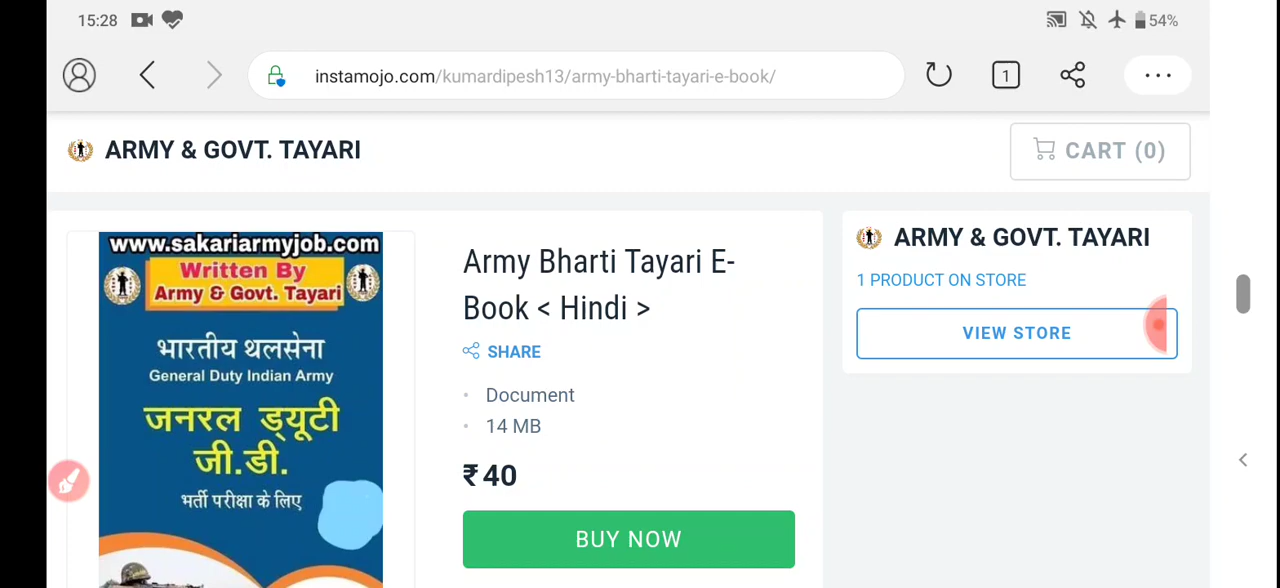 15:28
54%
instamojo.com/kumardipesh13/army-bharti-tayari-e-book/
1
ARMY & GOVT. TAYARI
CART (0)
www.sakariarmyjob.com
Written By
Army & Govt. Tayari
भारतीय थलसेना
General Duty Indian Army
जनरल ड्यूटी
जी.डी.
भर्ती परीक्षा के लिए
Army Bharti Tayari E-
Book < Hindi >
SHARE
Document
14 MB
₹40
BUY NOW
ARMY & GOVT. TAYARI
1 PRODUCT ON STORE
VIEW STORE